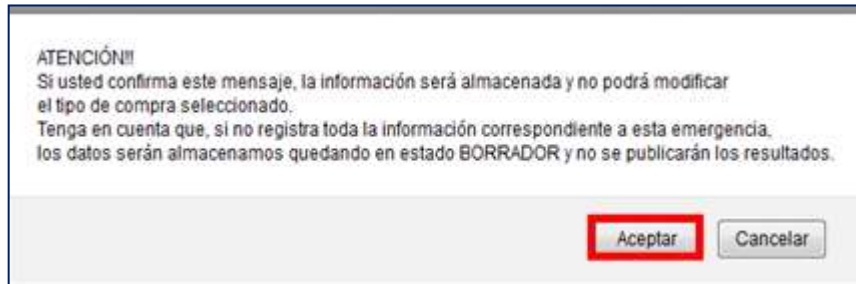 ATENCIÓN!!!
Si usted confirma este mensaje, la información será almacenada y no podrá modificar
el tipo de compra seleccionado.
Tenga en cuenta que, si no registra toda la información correspondiente a esta emergencia,
los datos serán almacenamos quedando en estado BORRADOR y no se publicarán los resultados.
Aceptar Cancelar